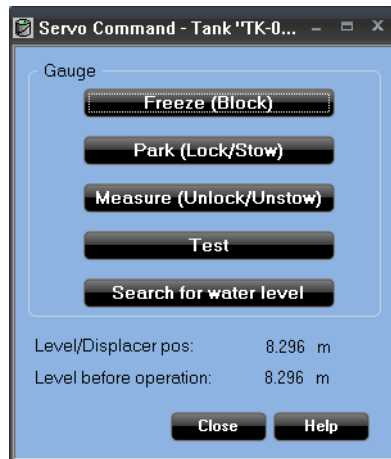 Servo Command - Tank "TK-0...
Gauge
Freeze (Block)
Park (Lock/Stow)
Measure (Unlock/Unstow)
Test
Search for water level
Level/Displacer pos: 8.296 m
Level before operation: 8.296 m
Close Help